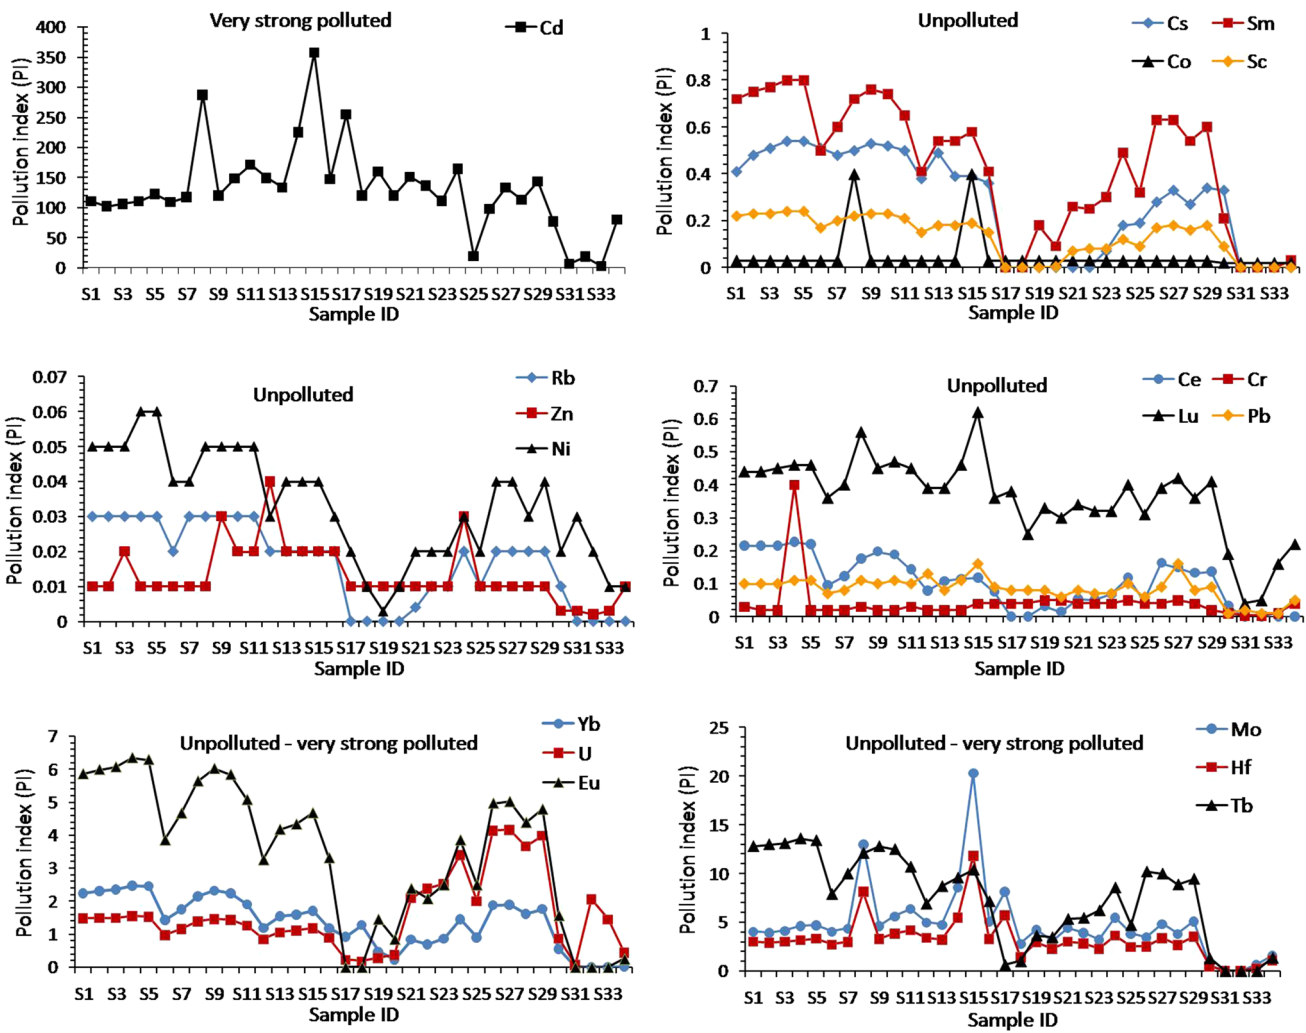 Very strong polluted
Cd
Pollution index (PI)
400
350
300
250
200
150
100
50
0
S1 S3 S5 S7 S9 S11 S13 S15 S17 S19 S21 S23 S25 S27 S29 S31 S33
Sample ID
Unpolluted
Cs Sm
Co Sc
Pollution index (PI)
1
0.8
0.6
0.4
0.2
0
S1 S3 S5 S7 S9 S11 S13 S15 S17 S19 S21 S23 S25 S27 S29 S31 S33
Sample ID
Unpolluted
Rb
Zn
Ni
Pollution index (PI)
0.07
0.06
0.05
0.04
0.03
0.02
0.01
0
S1 S3 S5 S7 S9 S11 S13 S15 S17 S19 S21 S23 S25 S27 S29 S31 S33
Sample ID
Unpolluted
Ce Cr
Lu Pb
Pollution index (PI)
0.7
0.6
0.5
0.4
0.3
0.2
0.1
0
S1 S3 S5 S7 S9 S11 S13 S15 S17 S19 S21 S23 S25 S27 S29 S31 S33
Sample ID
Unpolluted - very strong polluted
Yb
U
Eu
Pollution index (PI)
7
6
5
4
3
2
1
0
S1 S3 S5 S7 S9 S11 S13 S15 S17 S19 S21 S23 S25 S27 S29 S31 S33
Sample ID
Unpolluted - very strong polluted
Mo
Hf
Tb
Pollution index (PI)
25
20
15
10
5
0
S1 S3 S5 S7 S9 S11 S13 S15 S17 S19 S21 S23 S25 S27 S29 S31 S33
Sample ID